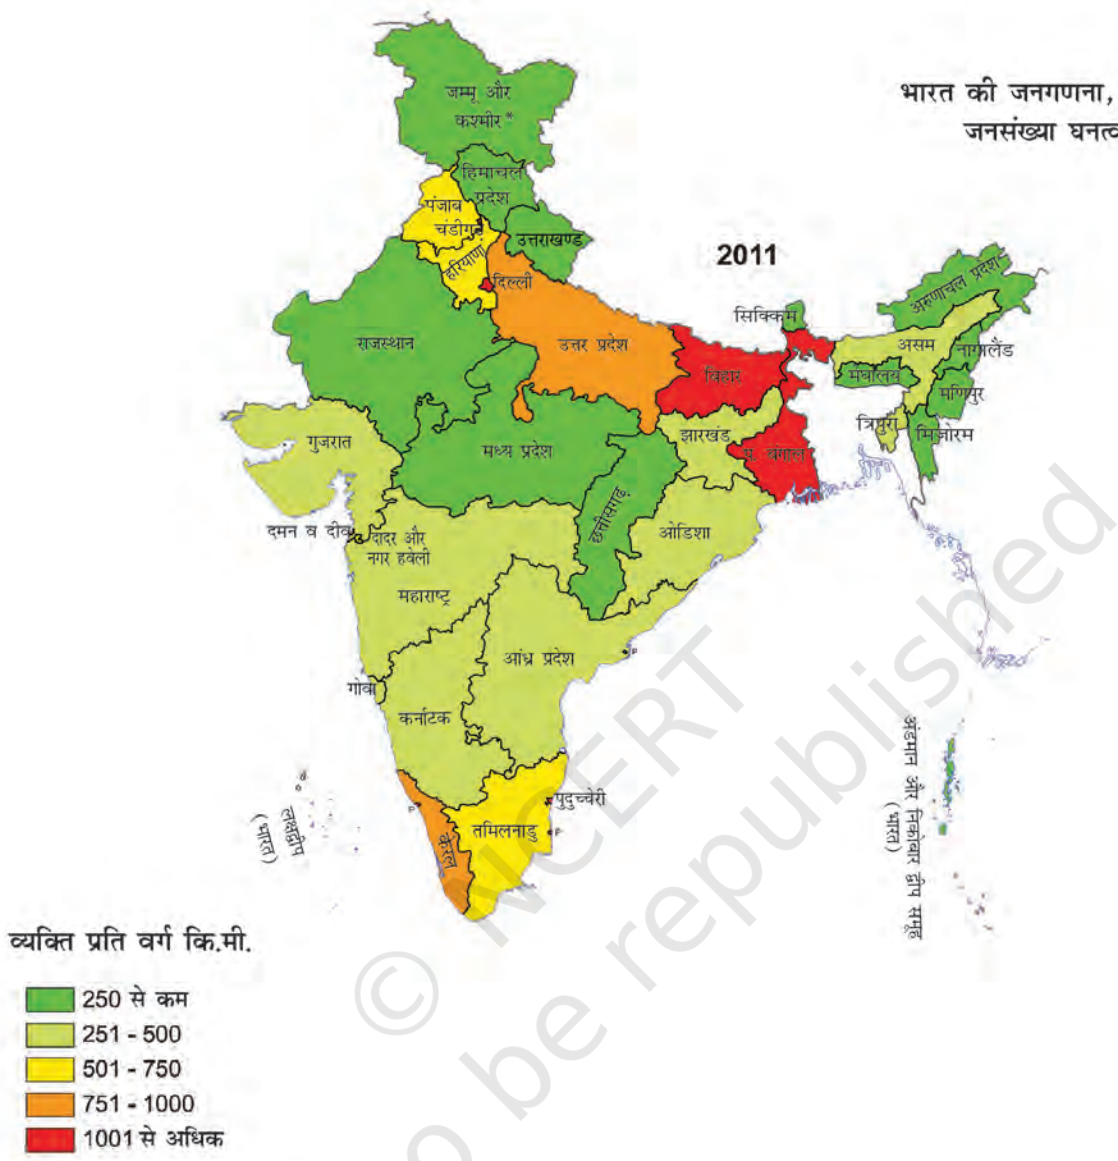 भारत की जनगणना,
जनसंख्या घनत्व
2011
जम्मू और
कश्मीर*
हिमाचल
प्रदेश
पंजाब
चंडीगढ़
उत्तराखण्ड
हरियाणा
दिल्ली
अरुणाचल प्रदेश
सिक्किम
राजस्थान
उत्तर प्रदेश
असम
नागालैंड
बिहार
मेघालय
मणिपुर
त्रिपुरा
मिज़ोरम
गुजरात
मध्य प्रदेश
झारखंड
प. बंगाल
छत्तीसगढ़
ओडिशा
दमन व दीव
दादर और
नगर हवेली
महाराष्ट्र
आंध्र प्रदेश
गोवा
कर्नाटक
पुदुच्चेरी
तमिलनाडु
केरल
लक्षद्वीप
(भारत)
अंडमान और निकोबार द्वीप समूह
(भारत)
व्यक्ति प्रति वर्ग कि.मी.
250 से कम
251 - 500
501 - 750
751 - 1000
1001 से अधिक
© NCERT
o be republished